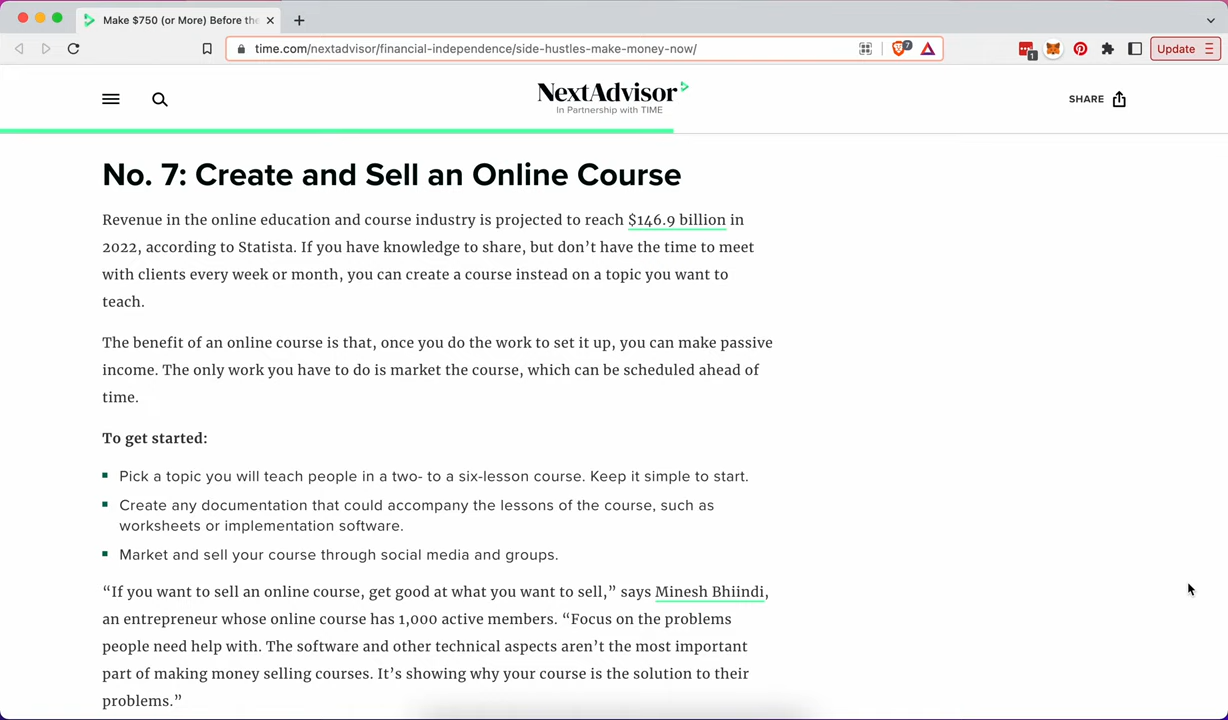 Make $750 (or More) Before the
time.com/nextadvisor/financial-independence/side-hustles-make-money-now/
7
1
Update
NextAdvisor
In Partnership with TIME
SHARE
No. 7: Create and Sell an Online Course
Revenue in the online education and course industry is projected to reach $146.9 billion in
2022, according to Statista. If you have knowledge to share, but don’t have the time to meet
with clients every week or month, you can create a course instead on a topic you want to
teach.
The benefit of an online course is that, once you do the work to set it up, you can make passive
income. The only work you have to do is market the course, which can be scheduled ahead of
time.
To get started:
Pick a topic you will teach people in a two- to a six-lesson course. Keep it simple to start.
Create any documentation that could accompany the lessons of the course, such as
worksheets or implementation software.
Market and sell your course through social media and groups.
“If you want to sell an online course, get good at what you want to sell,” says Minesh Bhiindi,
an entrepreneur whose online course has 1,000 active members. “Focus on the problems
people need help with. The software and other technical aspects aren’t the most important
part of making money selling courses. It’s showing why your course is the solution to their
problems.”